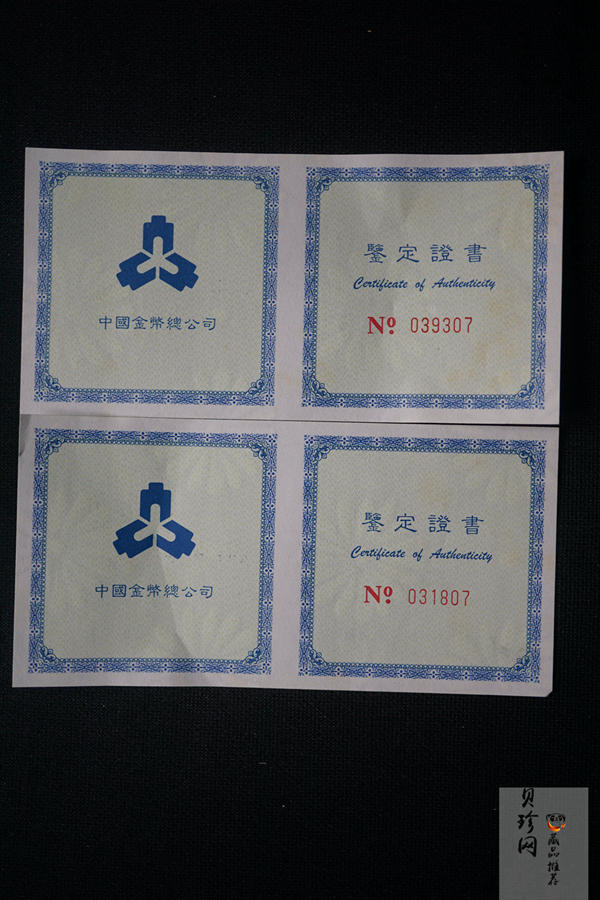 中國金幣總公司
鑒定證書
Certificate of Authenticity
Nº 039307
中國金幣總公司
鑒定證書
Certificate of Authenticity
Nº 031807
贝珍网
藏品推荐